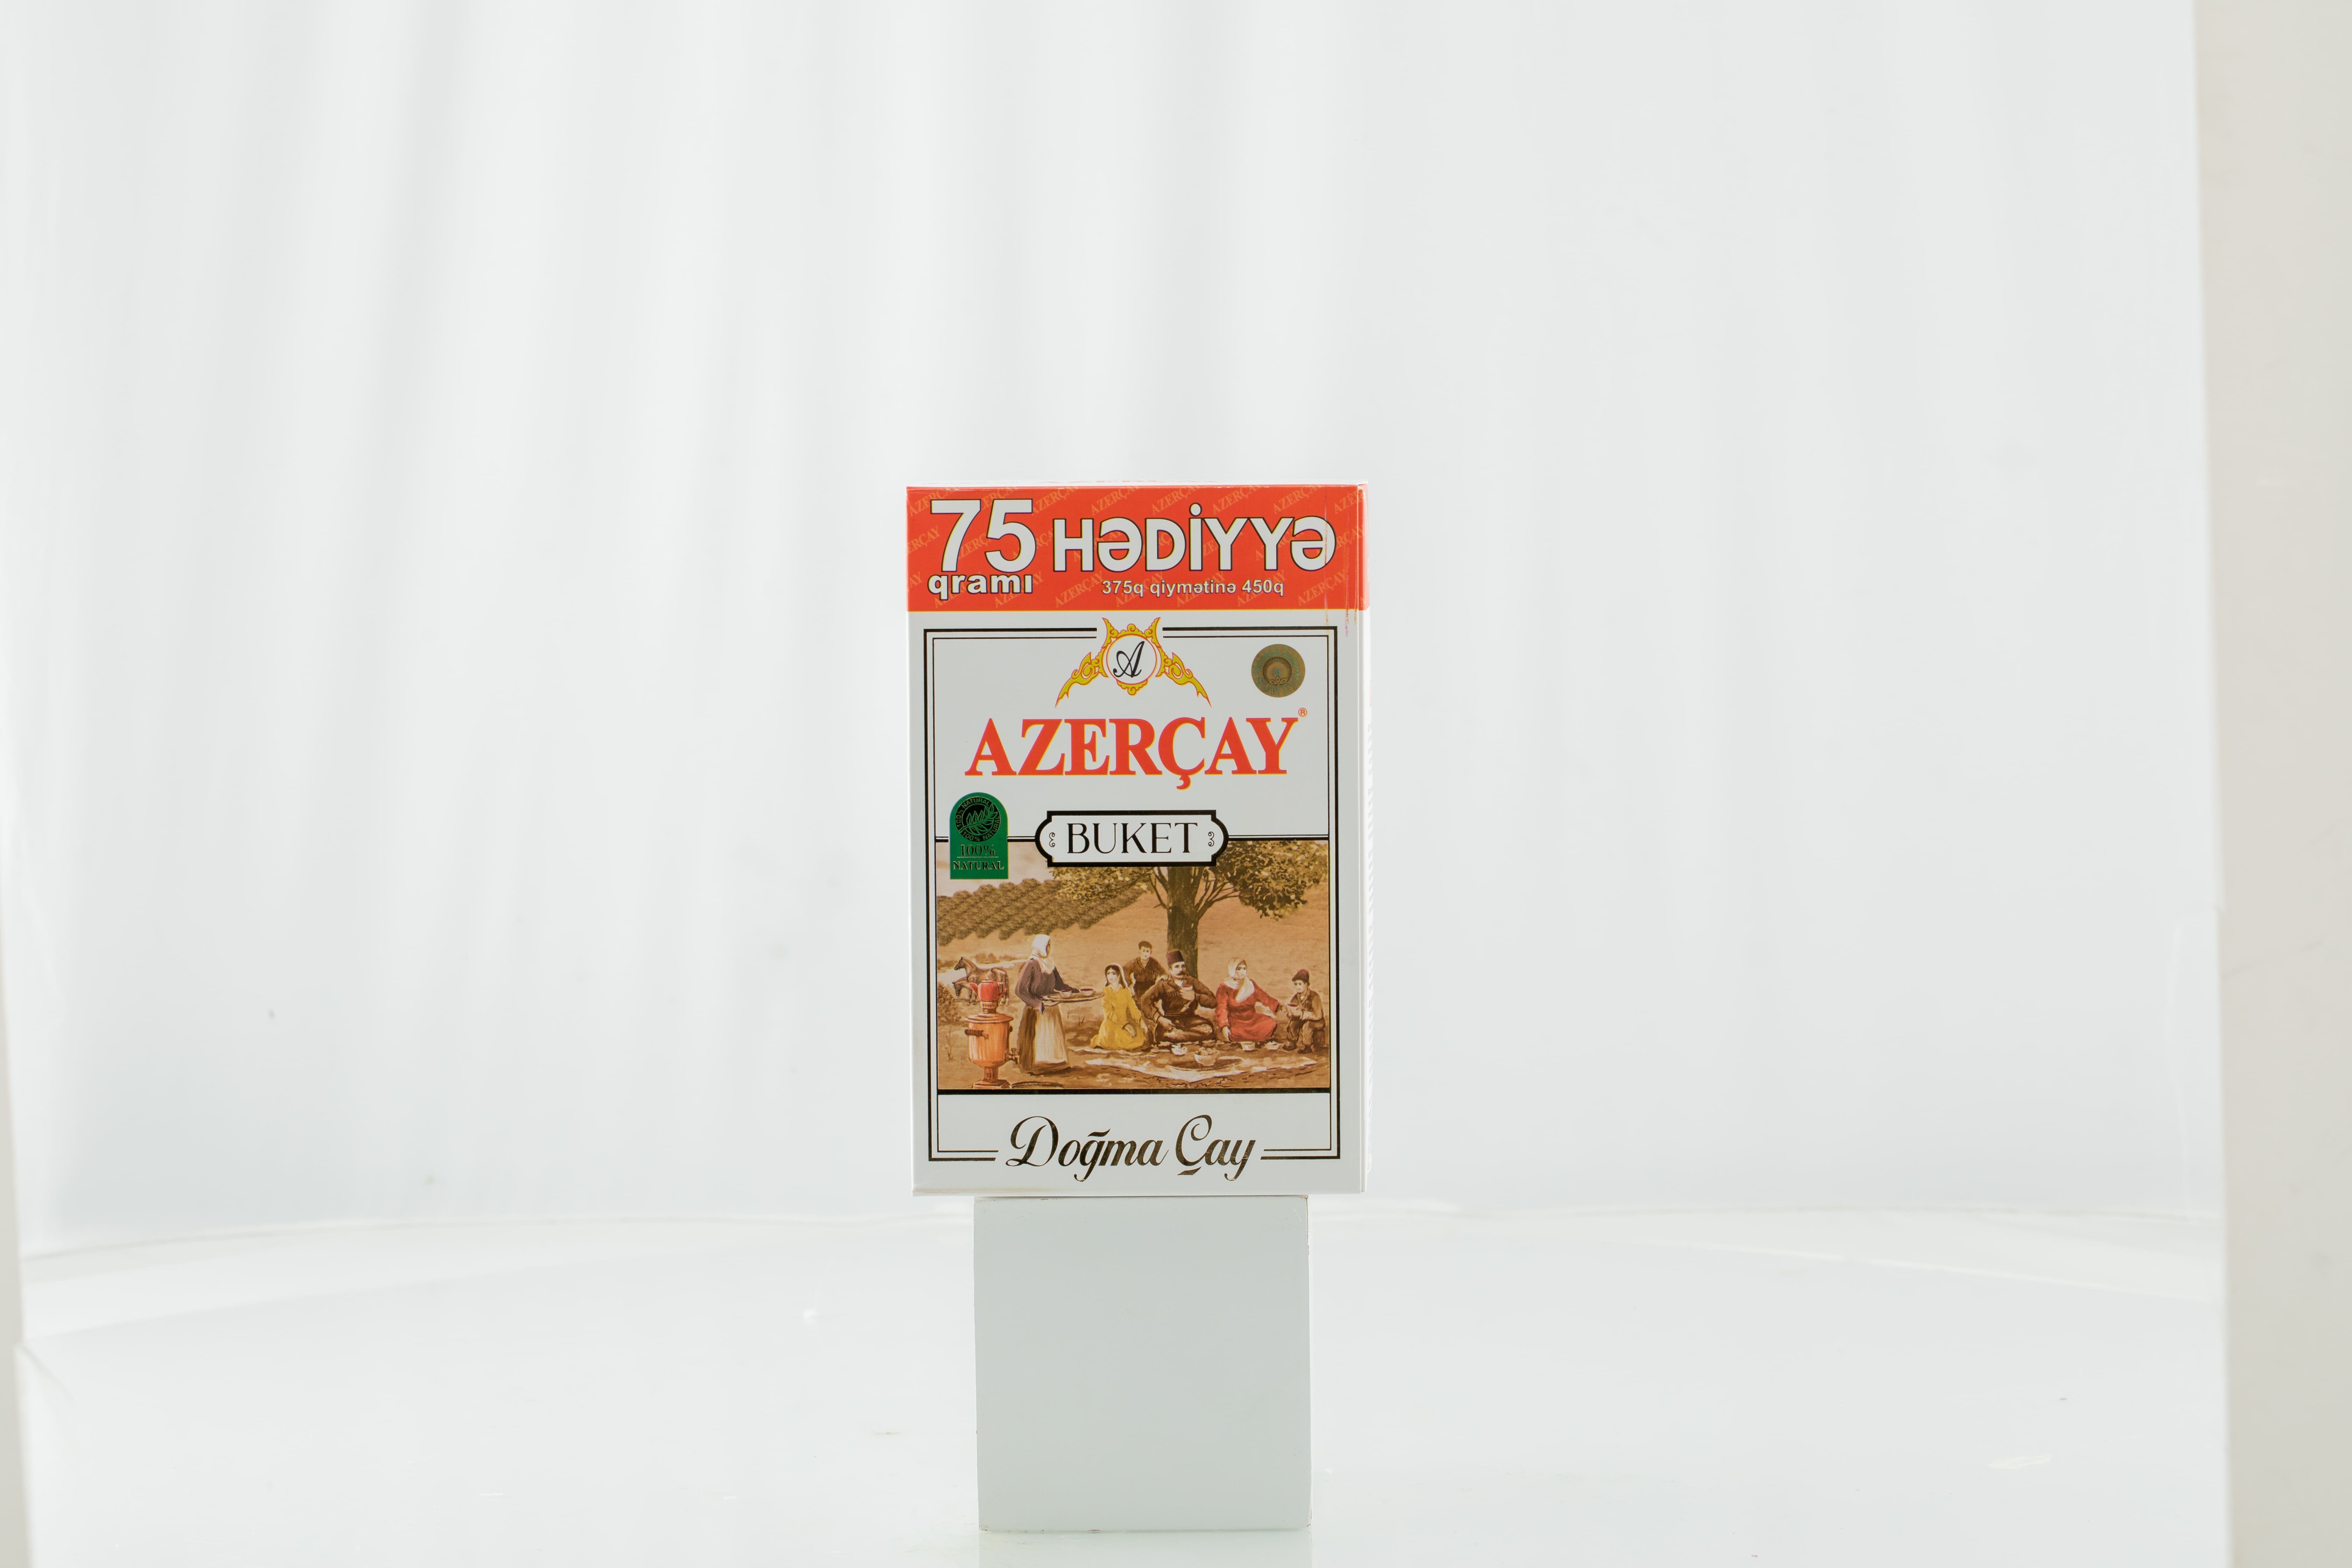 75 HƏDİYYƏ
qramı 375q qiymətinə 450q
A
AZERÇAY®
100%
NATURAL
BUKET
Doğma Çay